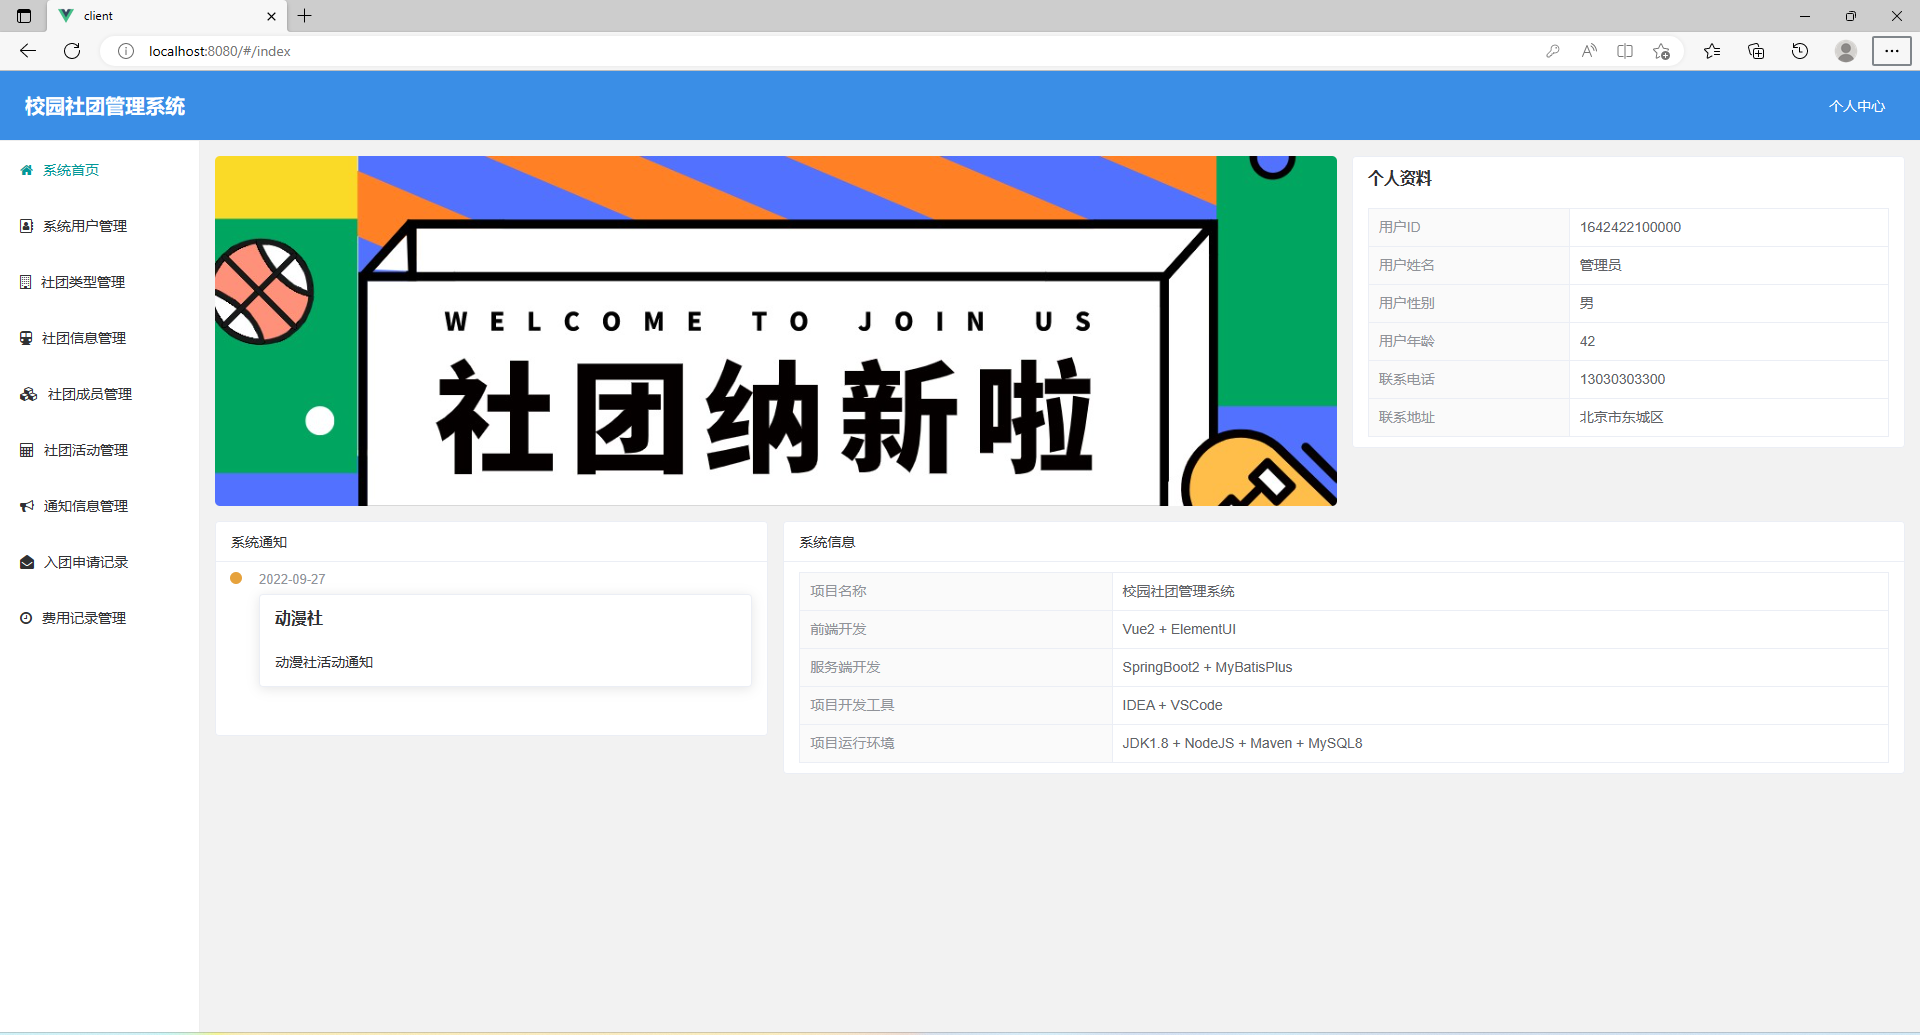 client
localhost:8080/#/index
校园社团管理系统
个人中心
系统首页
系统用户管理
社团类型管理
社团信息管理
社团成员管理
社团活动管理
通知信息管理
入团申请记录
费用记录管理
WELCOME TO JOIN US
社团纳新啦
个人资料
用户ID 1642422100000
用户姓名 管理员
用户性别 男
用户年龄 42
联系电话 13030303300
联系地址 北京市东城区
系统通知
2022-09-27
动漫社
动漫社活动通知
系统信息
项目名称 校园社团管理系统
前端开发 Vue2 + ElementUI
服务端开发 SpringBoot2 + MyBatisPlus
项目开发工具 IDEA + VSCode
项目运行环境 JDK1.8 + NodeJS + Maven + MySQL8